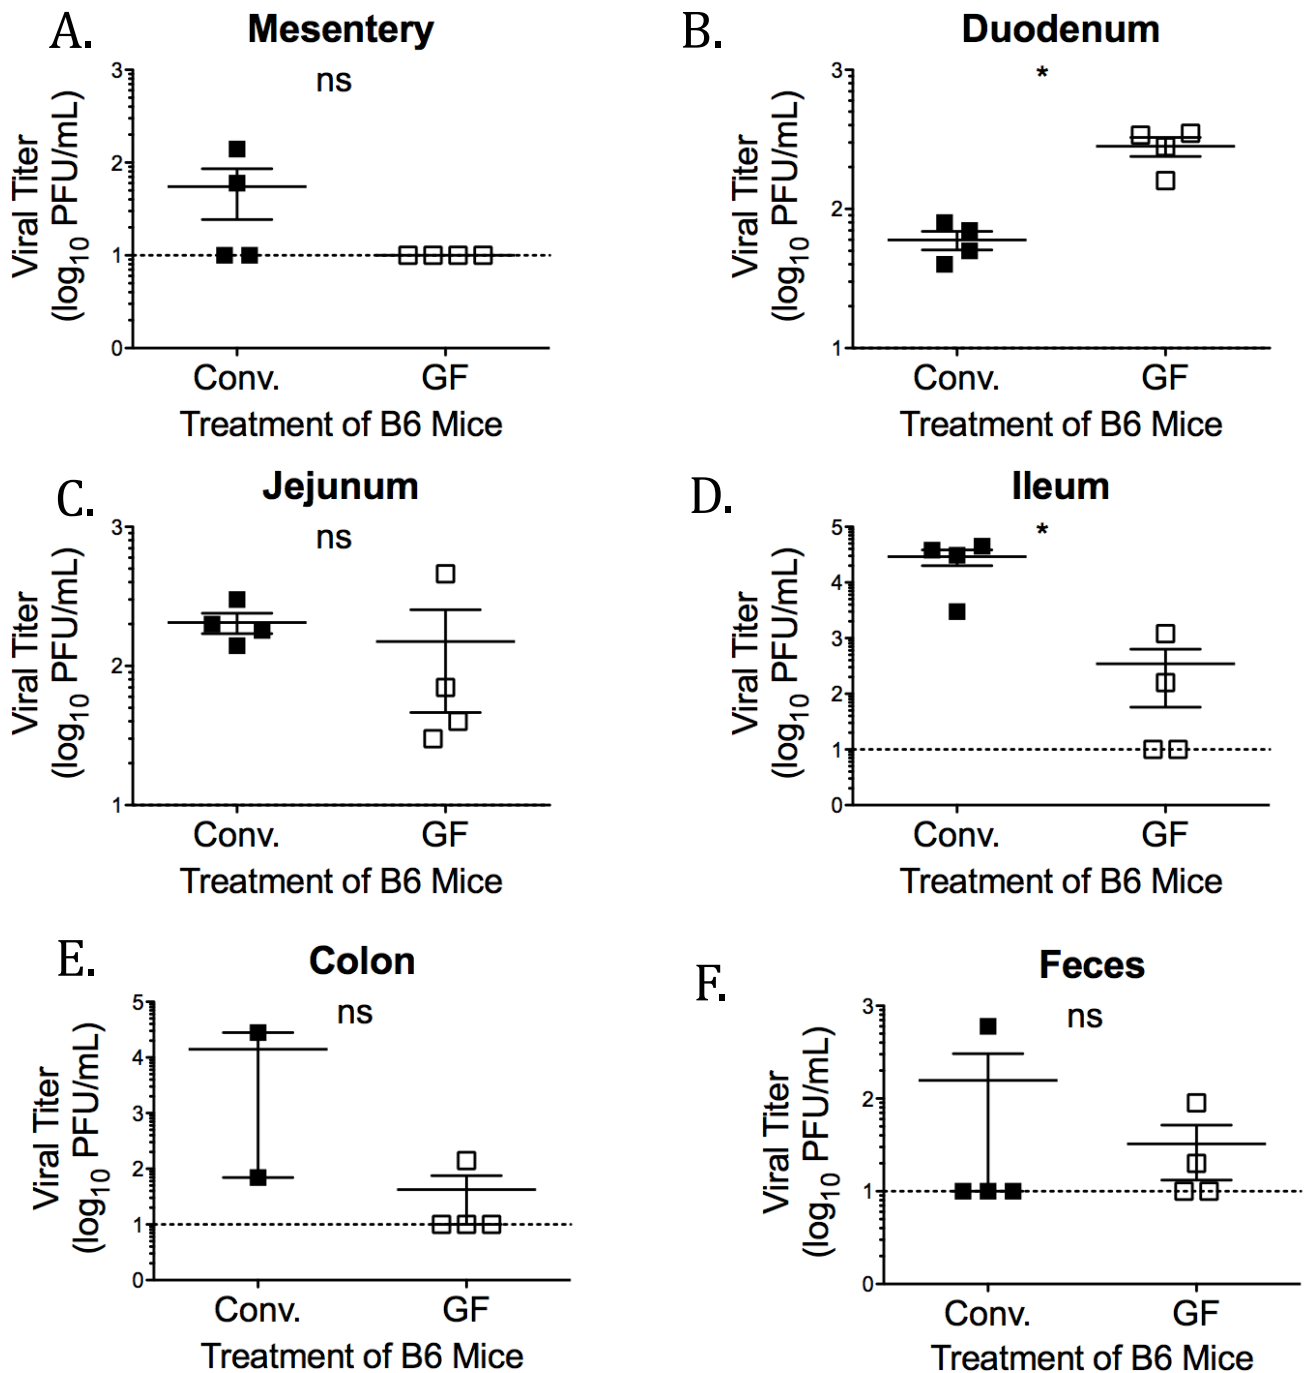 A.
Mesentery
ns
Viral Titer
(log10 PFU/mL)
3
2
1
0
Conv.
GF
Treatment of B6 Mice
B.
Duodenum
*
Viral Titer
(log10 PFU/mL)
3
2
1
Conv.
GF
Treatment of B6 Mice
C.
Jejunum
ns
Viral Titer
(log10 PFU/mL)
3
2
1
Conv.
GF
Treatment of B6 Mice
D.
Ileum
*
Viral Titer
(log10 PFU/mL)
5
4
3
2
1
0
Conv.
GF
Treatment of B6 Mice
E.
Colon
ns
Viral Titer
(log10 PFU/mL)
5
4
3
2
1
0
Conv.
GF
Treatment of B6 Mice
F.
Feces
ns
Viral Titer
(log10 PFU/mL)
3
2
1
0
Conv.
GF
Treatment of B6 Mice